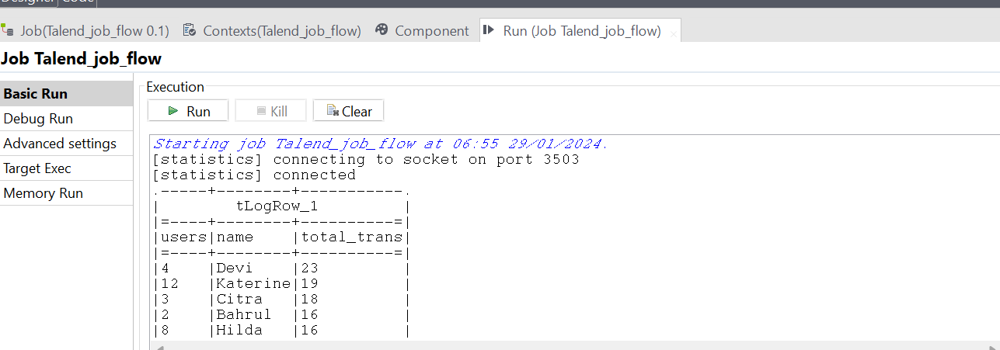 Designer Code
Job(Talend_job_flow 0.1) Contexts(Talend_job_flow) Component Run (Job Talend_job_flow)
Job Talend_job_flow
Basic Run
Debug Run
Advanced settings
Target Exec
Memory Run
Execution
Run Kill Clear
Starting job Talend_job_flow at 06:55 29/01/2024.
[statistics] connecting to socket on port 3503
[statistics] connected
.-----+--------+-----------.
|        tLogRow_1         |
|=----+--------+----------=|
|users|name    |total_trans|
|=----+--------+----------=|
|4    |Devi    |23         |
|12   |Katerine|19         |
|3    |Citra   |18         |
|2    |Bahrul  |16         |
|8    |Hilda   |16         |